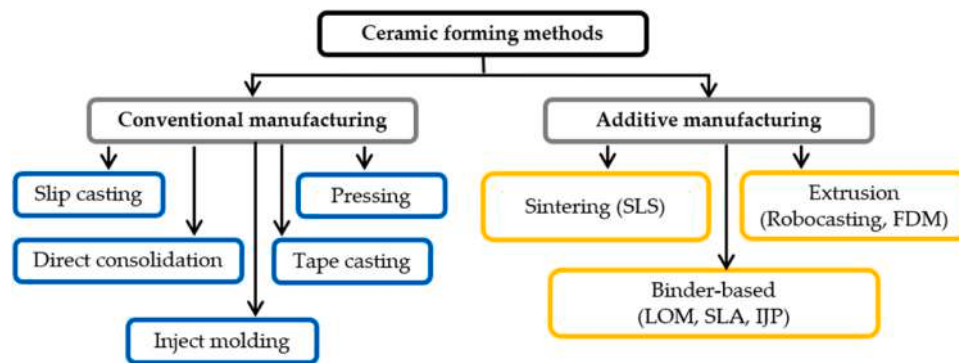 Ceramic forming methods
Conventional manufacturing
Additive manufacturing
Slip casting
Pressing
Sintering (SLS)
Extrusion
(Robocasting, FDM)
Direct consolidation
Tape casting
Binder-based
(LOM, SLA, IJP)
Inject molding